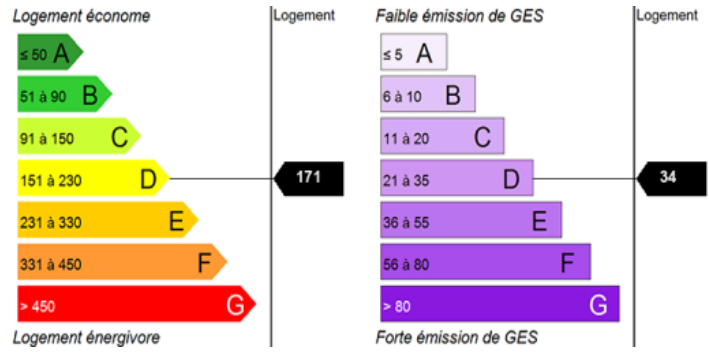 Logement économe
Logement
≤ 50 A
51 à 90 B
91 à 150 C
151 à 230 D
171
231 à 330 E
331 à 450 F
> 450 G
Logement énergivore
Faible émission de GES
Logement
≤ 5 A
6 à 10 B
11 à 20 C
21 à 35 D
34
36 à 55 E
56 à 80 F
> 80 G
Forte émission de GES